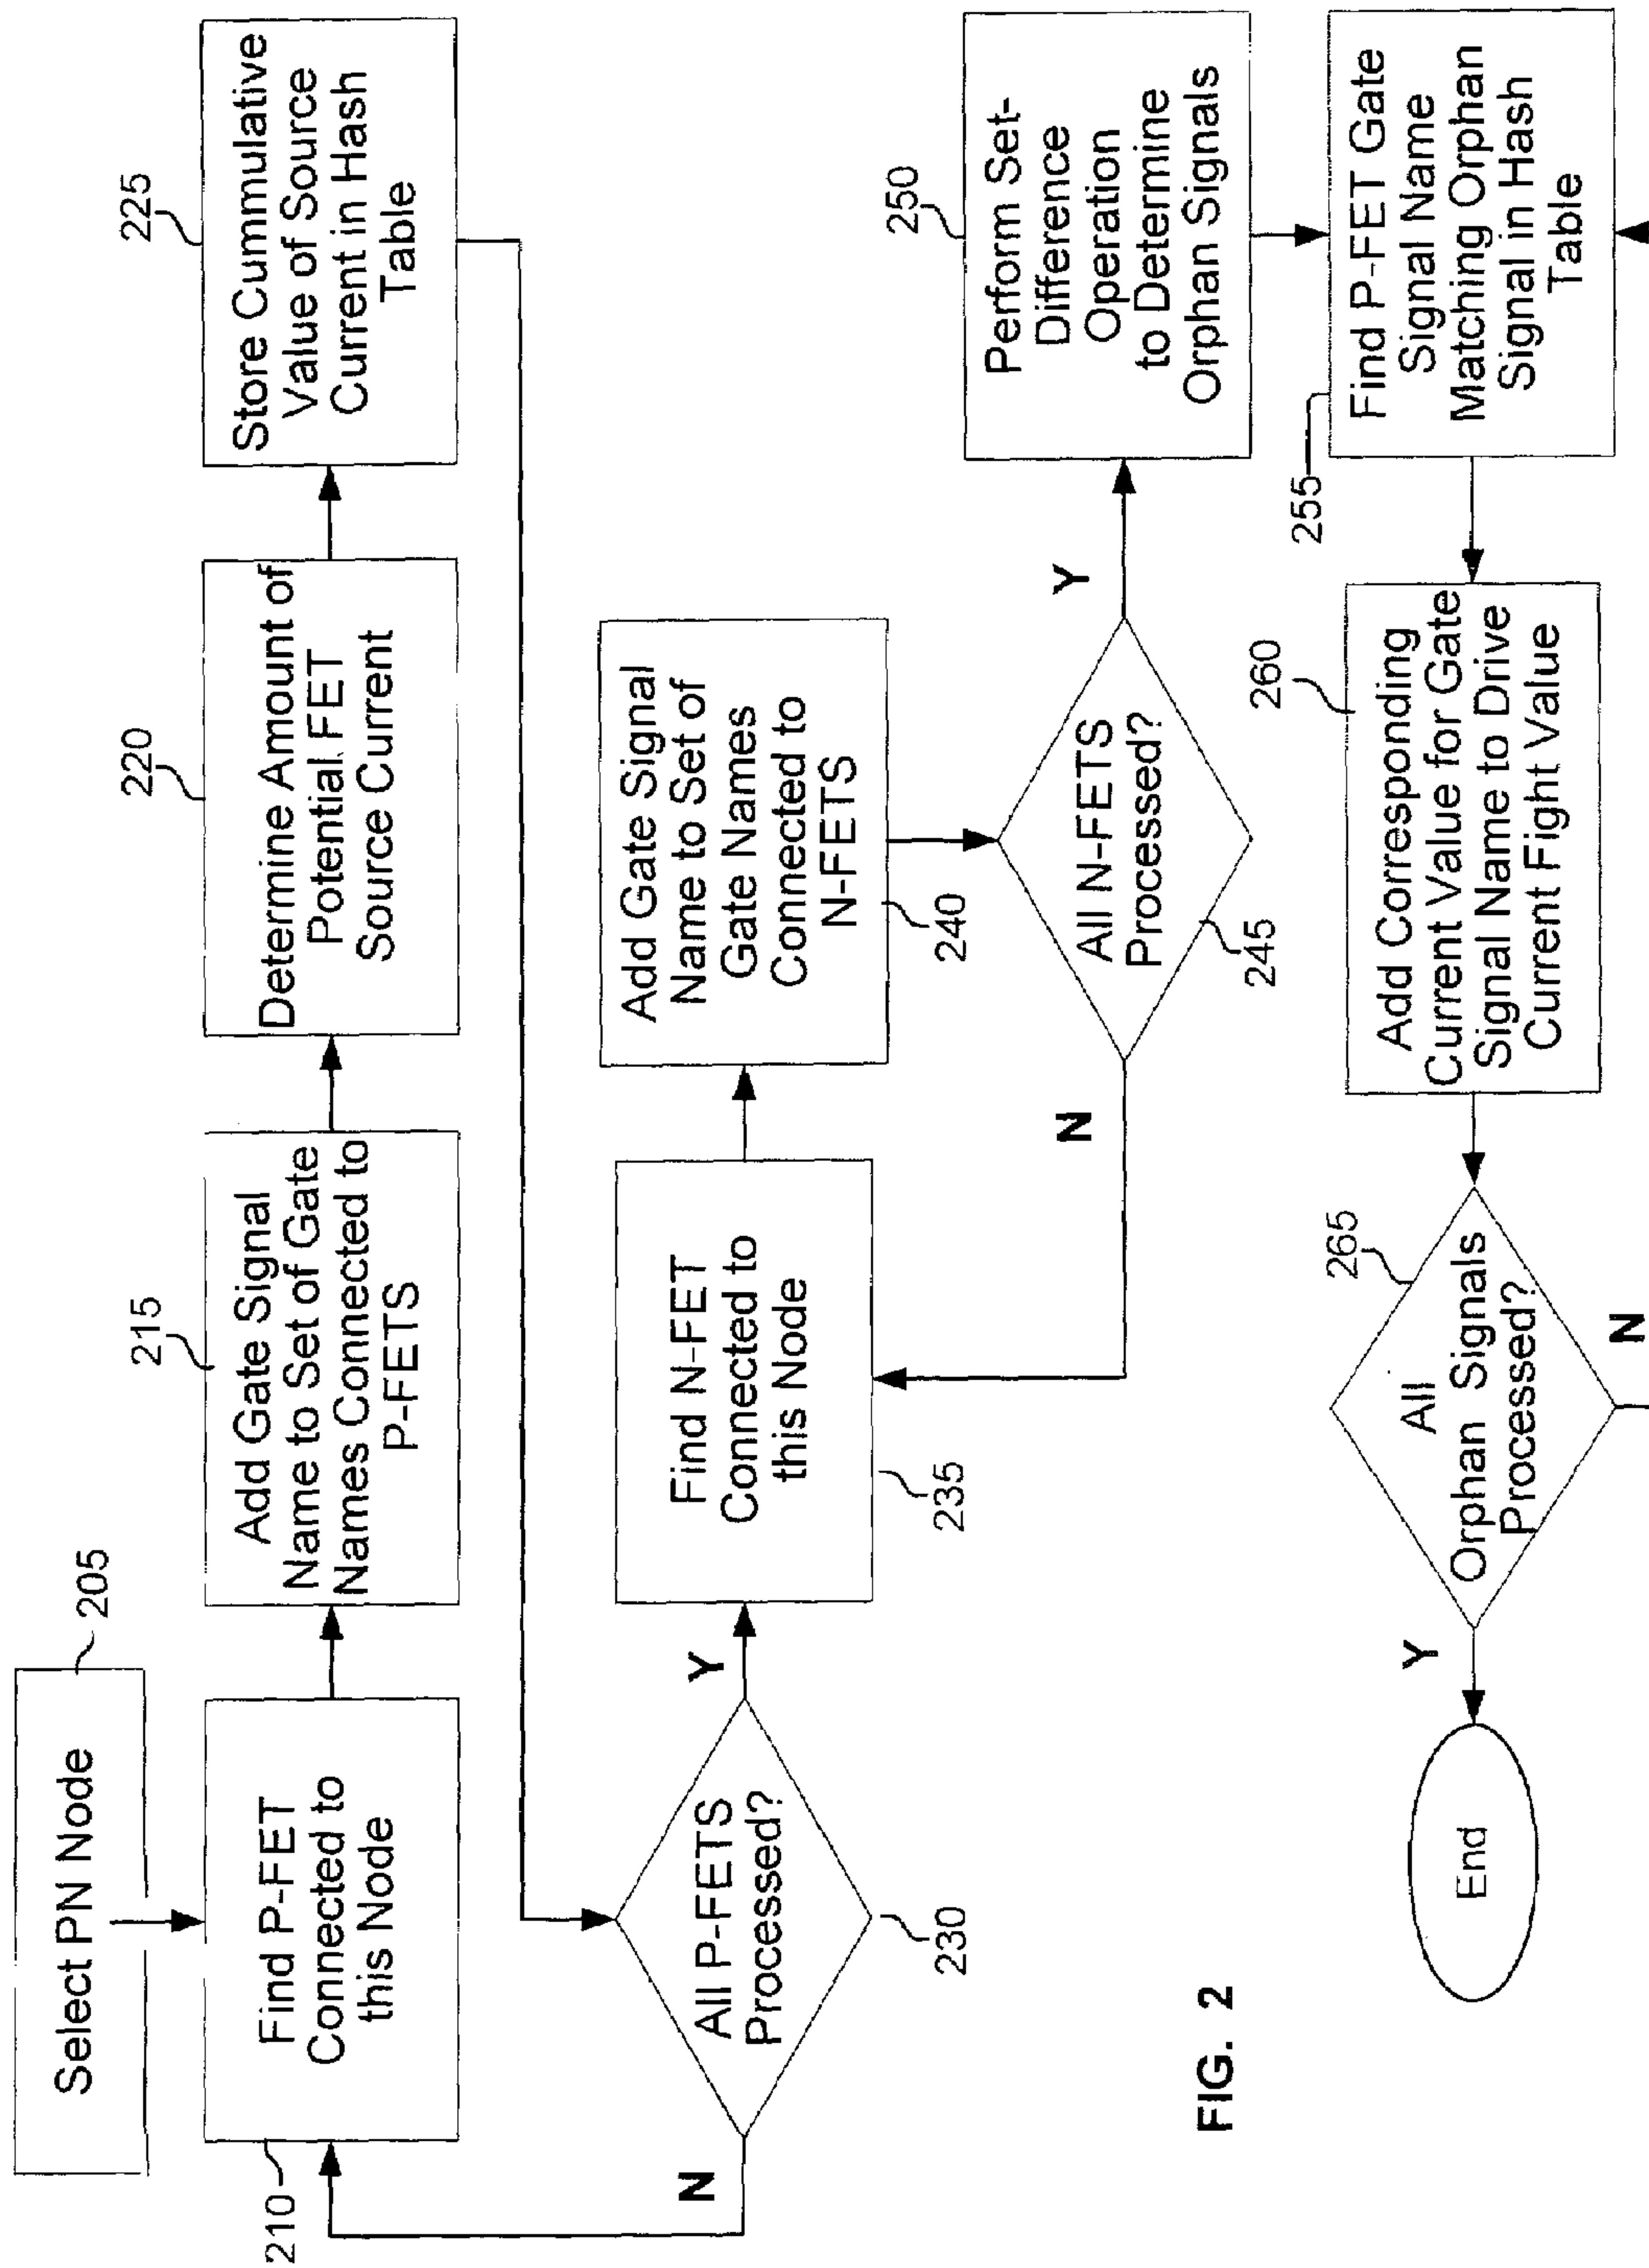 Select PN Node
205
Find P-FET
Connected to
this Node
210
Add Gate Signal
Name to Set of Gate
Names Connected to
P-FETS
215
Determine Amount of
Potential FET
Source Current
220
Store Cummulative
Value of Source
Current in Hash
Table
225
All P-FETS
Processed?
230
N
Y
Find N-FET
Connected to
this Node
235
Add Gate Signal
Name to Set of
Gate Names
Connected to
N-FETS
240
All N-FETS
Processed?
245
N
Y
Perform Set-
Difference
Operation
to Determine
Orphan Signals
250
Find P-FET Gate
Signal Name
Matching Orphan
Signal in Hash
Table
255
Add Corresponding
Current Value for Gate
Signal Name to Drive
Current Fight Value
260
All
Orphan Signals
Processed?
265
N
Y
End
FIG. 2